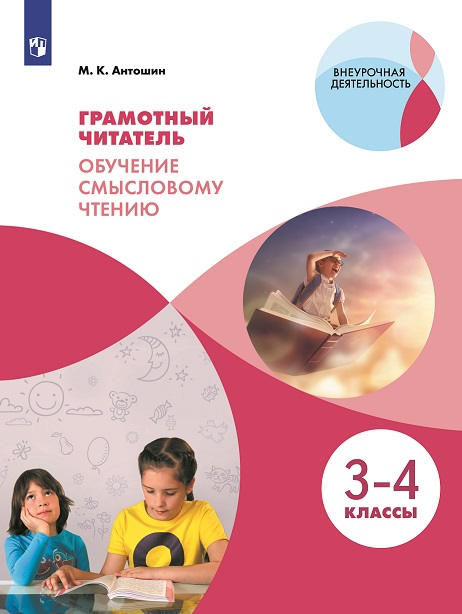 М. К. Антошин
ВНЕУРОЧНАЯ
ДЕЯТЕЛЬНОСТЬ
ГРАМОТНЫЙ
ЧИТАТЕЛЬ
ОБУЧЕНИЕ
СМЫСЛОВОМУ
ЧТЕНИЮ
3–4
КЛАССЫ